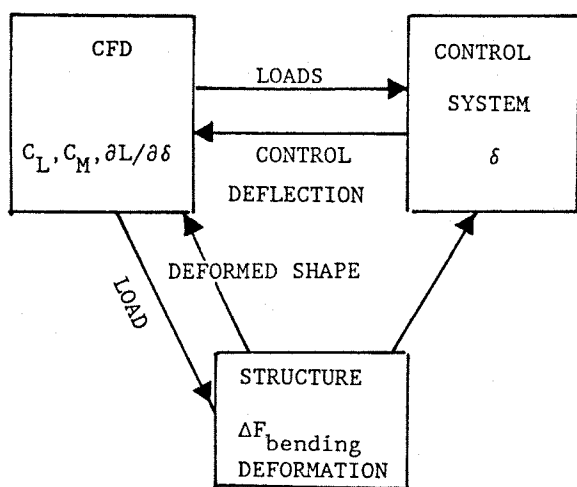 CFD
C_L, C_M, ∂L/∂δ
LOADS
CONTROL
DEFLECTION
CONTROL
SYSTEM
δ
DEFORMED SHAPE
LOAD
STRUCTURE
ΔF_bending
DEFORMATION